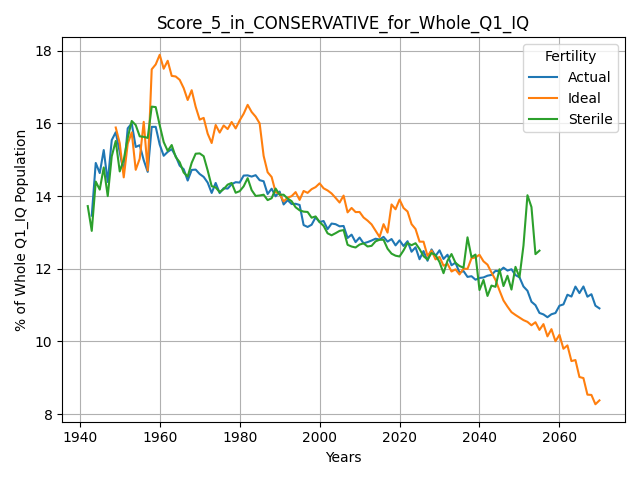 Score_5_in_CONSERVATIVE_for_Whole_Q1_IQ
% of Whole Q1_IQ Population
18
16
14
12
10
8
Fertility
Actual
Ideal
Sterile
1940 1960 1980 2000 2020 2040 2060
Years